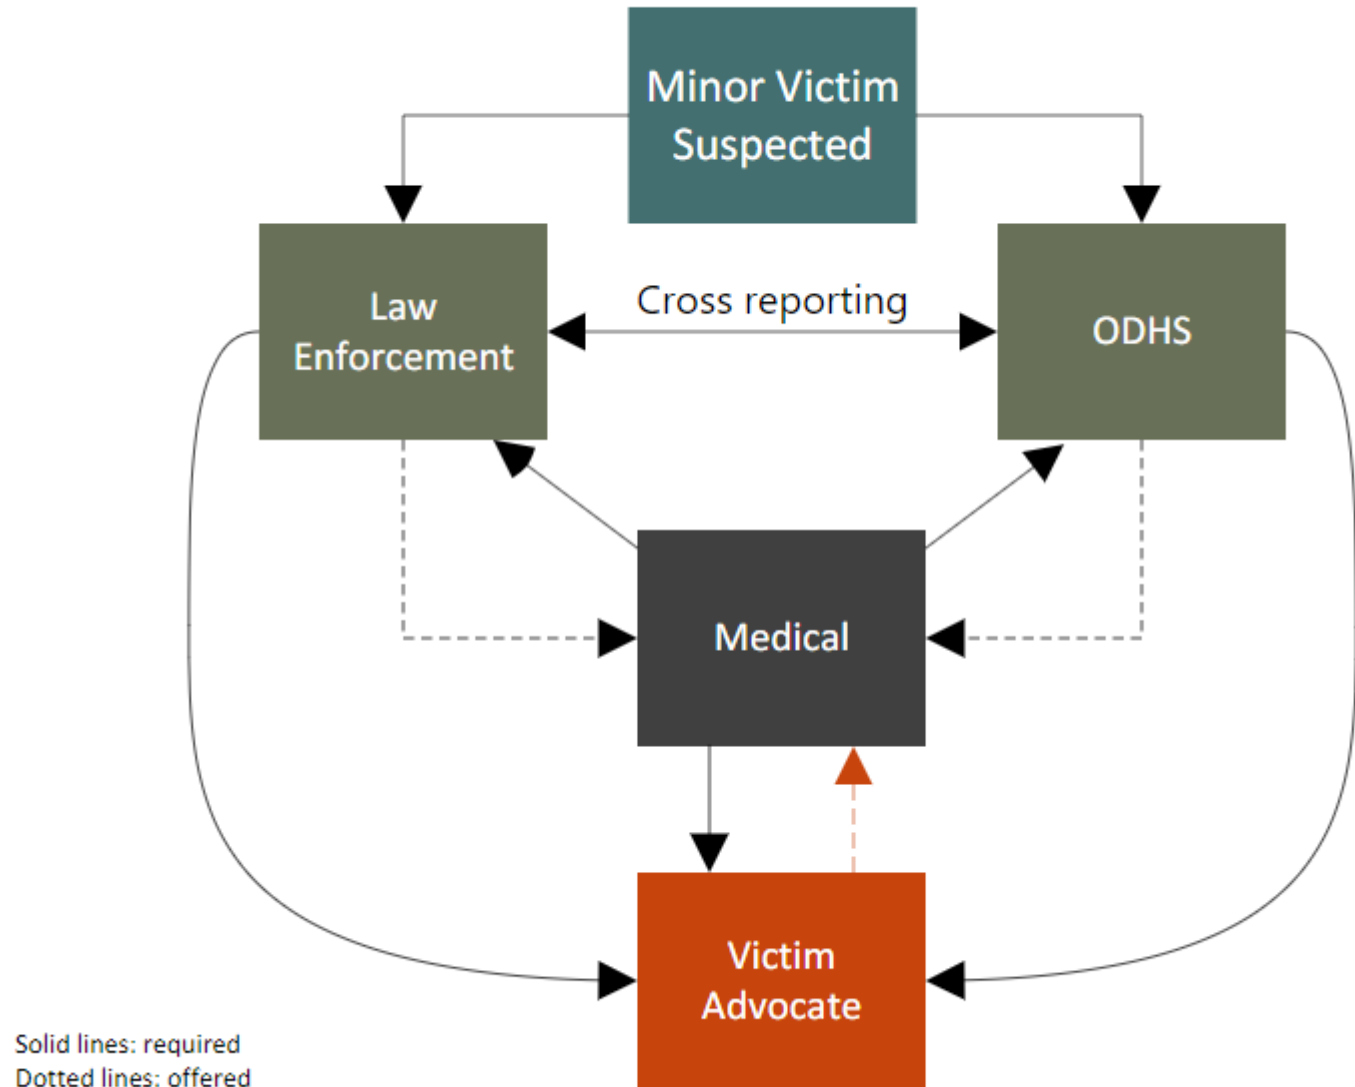 Minor Victim
Suspected
Law
Enforcement
Cross reporting
ODHS
Medical
Victim
Advocate
Solid lines: required
Dotted lines: offered